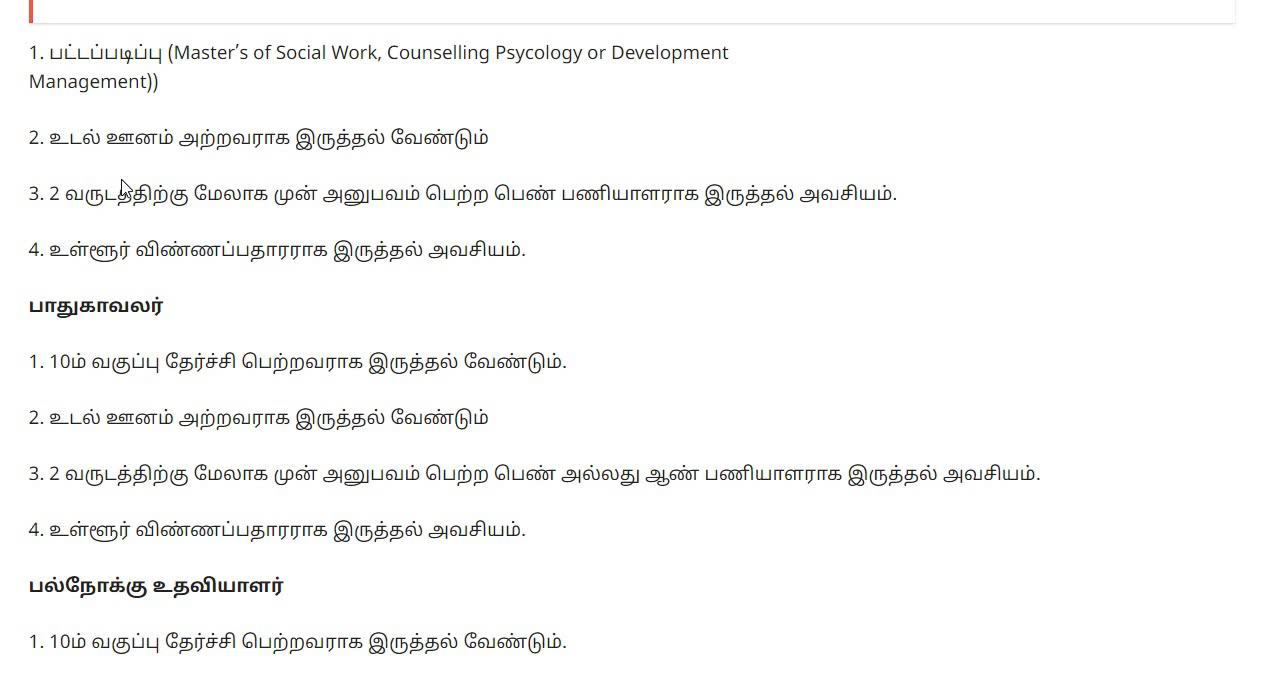 1. பட்டப்படிப்பு (Master’s of Social Work, Counselling Psycology or Development
Management))
2. உடல் ஊனம் அற்றவராக இருத்தல் வேண்டும்
3. 2 வருடத்திற்கு மேலாக முன் அனுபவம் பெற்ற பெண் பணியாளராக இருத்தல் அவசியம்.
4. உள்ளூர் விண்ணப்பதாரராக இருத்தல் அவசியம்.
பாதுகாவலர்
1. 10ம் வகுப்பு தேர்ச்சி பெற்றவராக இருத்தல் வேண்டும்.
2. உடல் ஊனம் அற்றவராக இருத்தல் வேண்டும்
3. 2 வருடத்திற்கு மேலாக முன் அனுபவம் பெற்ற பெண் அல்லது ஆண் பணியாளராக இருத்தல் அவசியம்.
4. உள்ளூர் விண்ணப்பதாரராக இருத்தல் அவசியம்.
பல்நோக்கு உதவியாளர்
1. 10ம் வகுப்பு தேர்ச்சி பெற்றவராக இருத்தல் வேண்டும்.